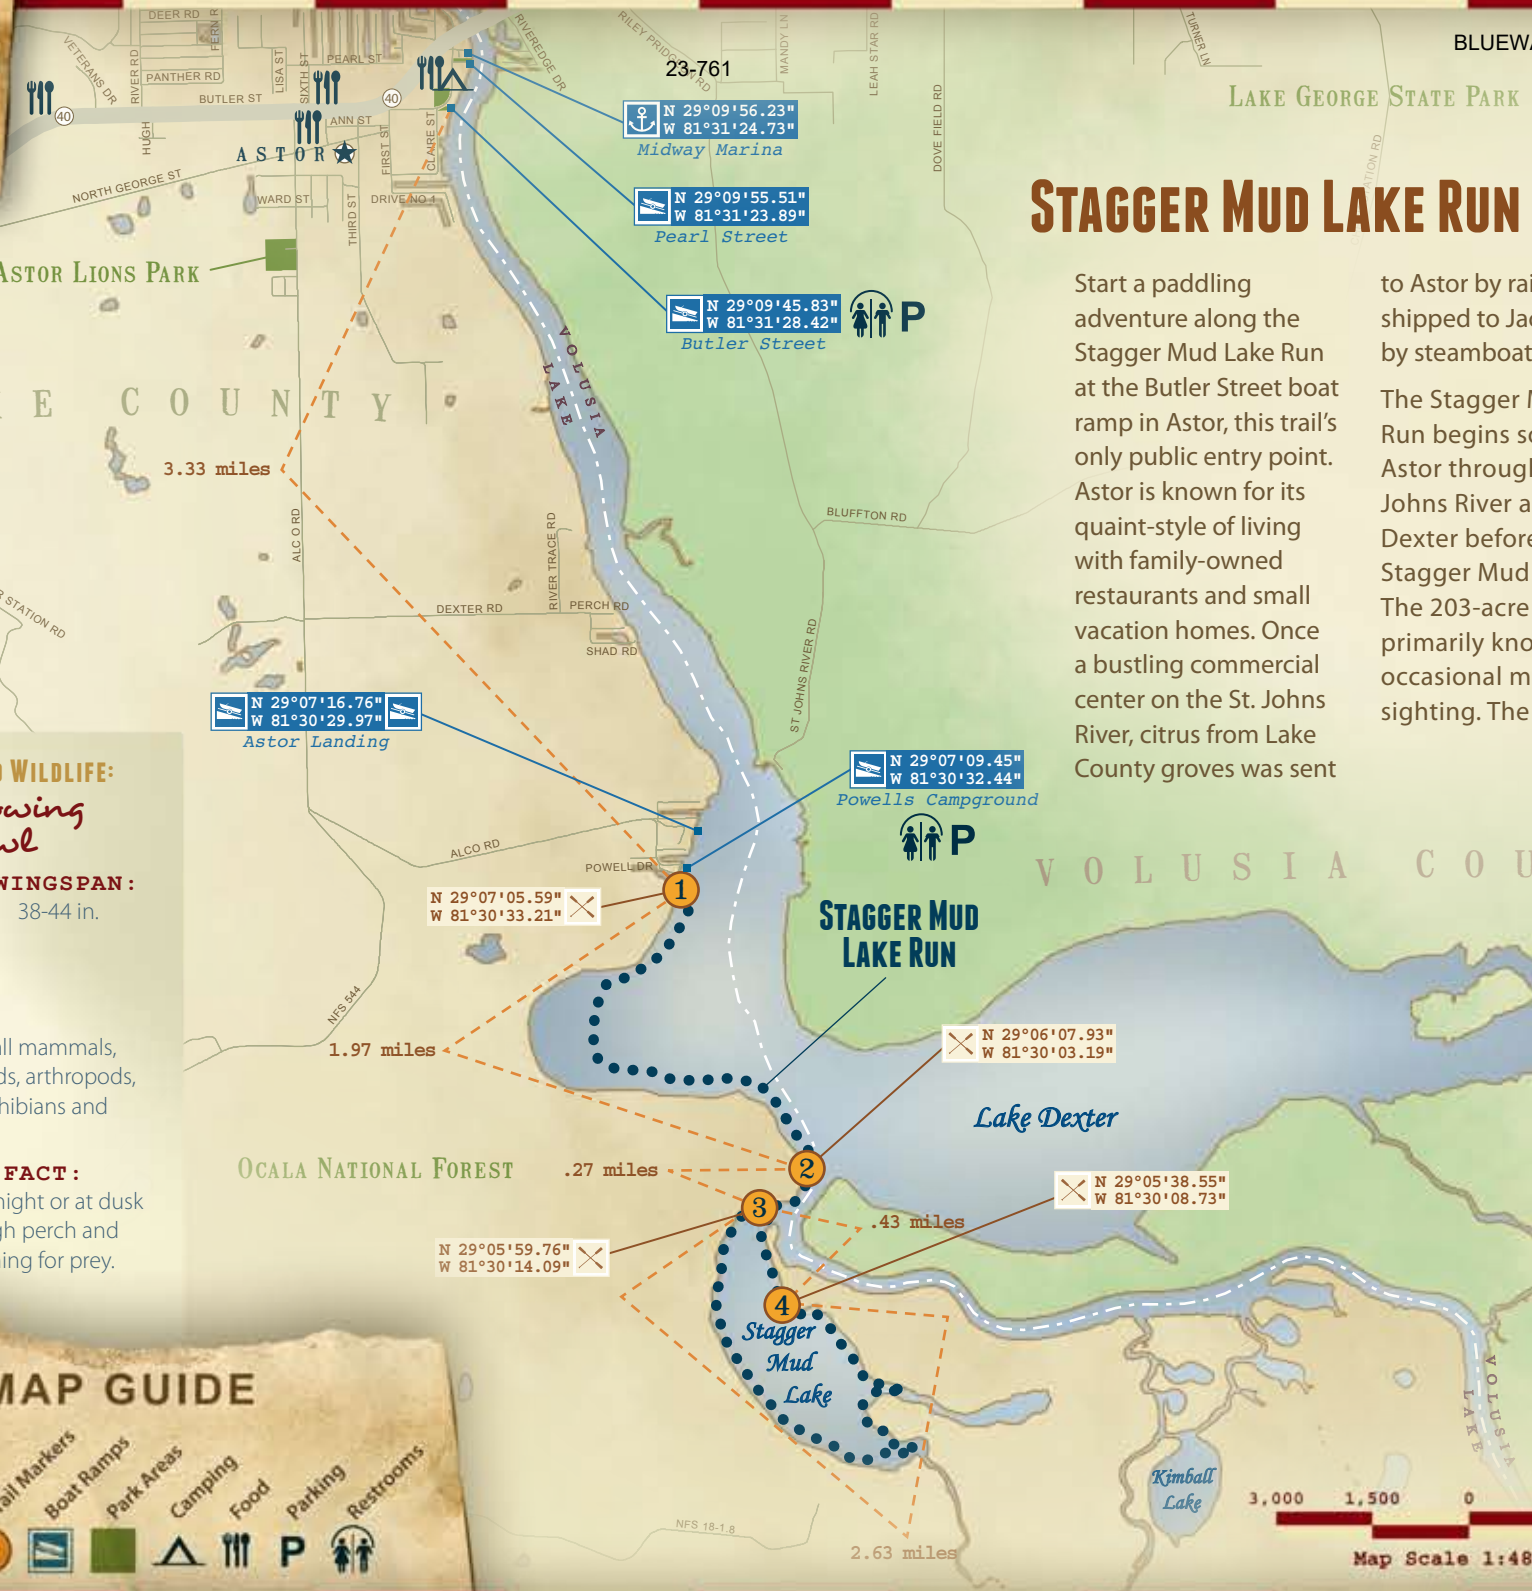 DEER RD
FERN R
VETERANS DR
RIVER RD
PANTHER RD
LISA ST
SIXTH ST
PEARL ST
BUTLER ST
40
40
HUGH
ANN ST
FIRST ST
CLAIRE ST
ASTOR
NORTH GEORGE ST
WARD ST
THIRD ST
DRIVE NO 1
RIVEREDGE DR
RILEY PRIDGEN RD
MANDY LN
LEAH STAR RD
DOVE FIELD RD
TURNER LN
ATION RD
23-761
BLUEWA
LAKE GEORGE STATE PARK
N 29°09'56.23"
W 81°31'24.73"
Midway Marina
N 29°09'55.51"
W 81°31'23.89"
Pearl Street
N 29°09'45.83"
W 81°31'28.42"
Butler Street
P
STAGGER MUD LAKE RUN
Start a paddling
adventure along the
Stagger Mud Lake Run
at the Butler Street boat
ramp in Astor, this trail's
only public entry point.
Astor is known for its
quaint-style of living
with family-owned
restaurants and small
vacation homes. Once
a bustling commercial
center on the St. Johns
River, citrus from Lake
County groves was sent
to Astor by rai
shipped to Jac
by steamboat
The Stagger M
Run begins so
Astor through
Johns River a
Dexter before
Stagger Mud
The 203-acre
primarily kno
occasional m
sighting. The
ASTOR LIONS PARK
VOLUSIA
LAKE
E COUNTY
3.33 miles
ALCO RD
RIVER TRACE RD
DEXTER RD
PERCH RD
SHAD RD
BLUFFTON RD
ST JOHNS RIVER RD
R STATION RD
N 29°07'16.76"
W 81°30'29.97"
Astor Landing
N 29°07'09.45"
W 81°30'32.44"
Powells Campground
P
ALCO RD
POWELL DR
VOLUSIA COU
WILDLIFE:
owing
wl
WINGSPAN:
38-44 in.
all mammals,
ds, arthropods,
hibians and
FACT:
night or at dusk
gh perch and
ning for prey.
N 29°07'05.59"
W 81°30'33.21"
1
STAGGER MUD
LAKE RUN
NFS 544
1.97 miles
N 29°06'07.93"
W 81°30'03.19"
Lake Dexter
OCALA NATIONAL FOREST
.27 miles
2
3
.43 miles
N 29°05'38.55"
W 81°30'08.73"
N 29°05'59.76"
W 81°30'14.09"
4
Stagger
Mud
Lake
VOLUSIA
LAKE
Kimball
Lake
NFS 18-1.8
2.63 miles
3,000 1,500 0
Map Scale 1:48
MAP GUIDE
ail Markers
Boat Ramps
Park Areas
Camping
Food
Parking
Restrooms
P